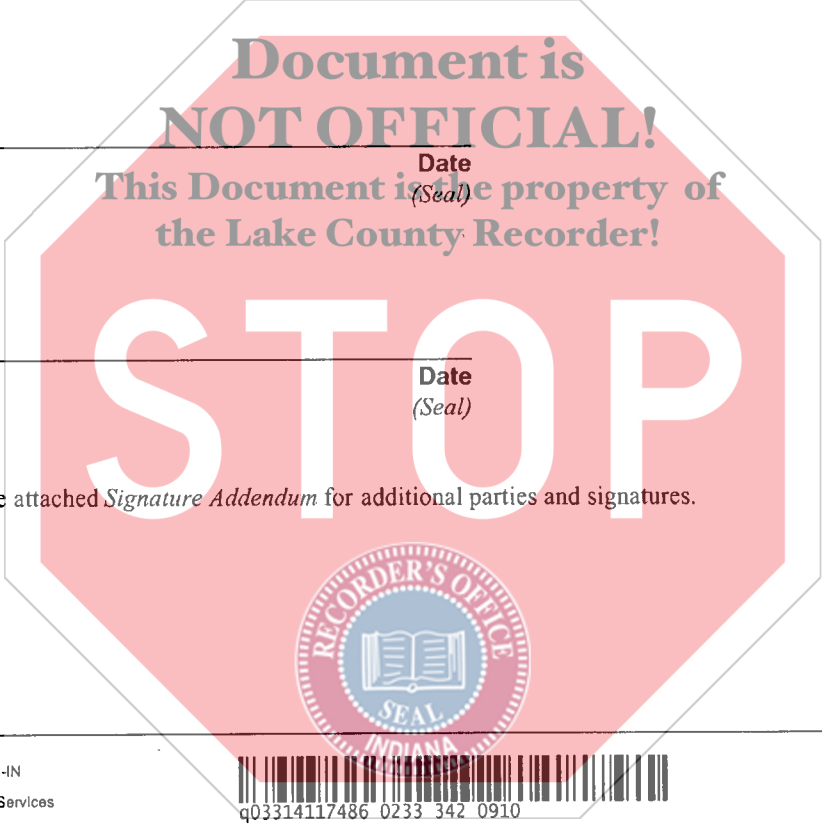 Document is
NOT OFFICIAL!
Date
This Document is the property of
(Seal)
the Lake County Recorder!
STOP
Date
(Seal)
attached Signature Addendum for additional parties and signatures.
RECORDER'S OFFICE
SEAL
INDIANA
-IN
Services
q03314117486 0233 342 0910